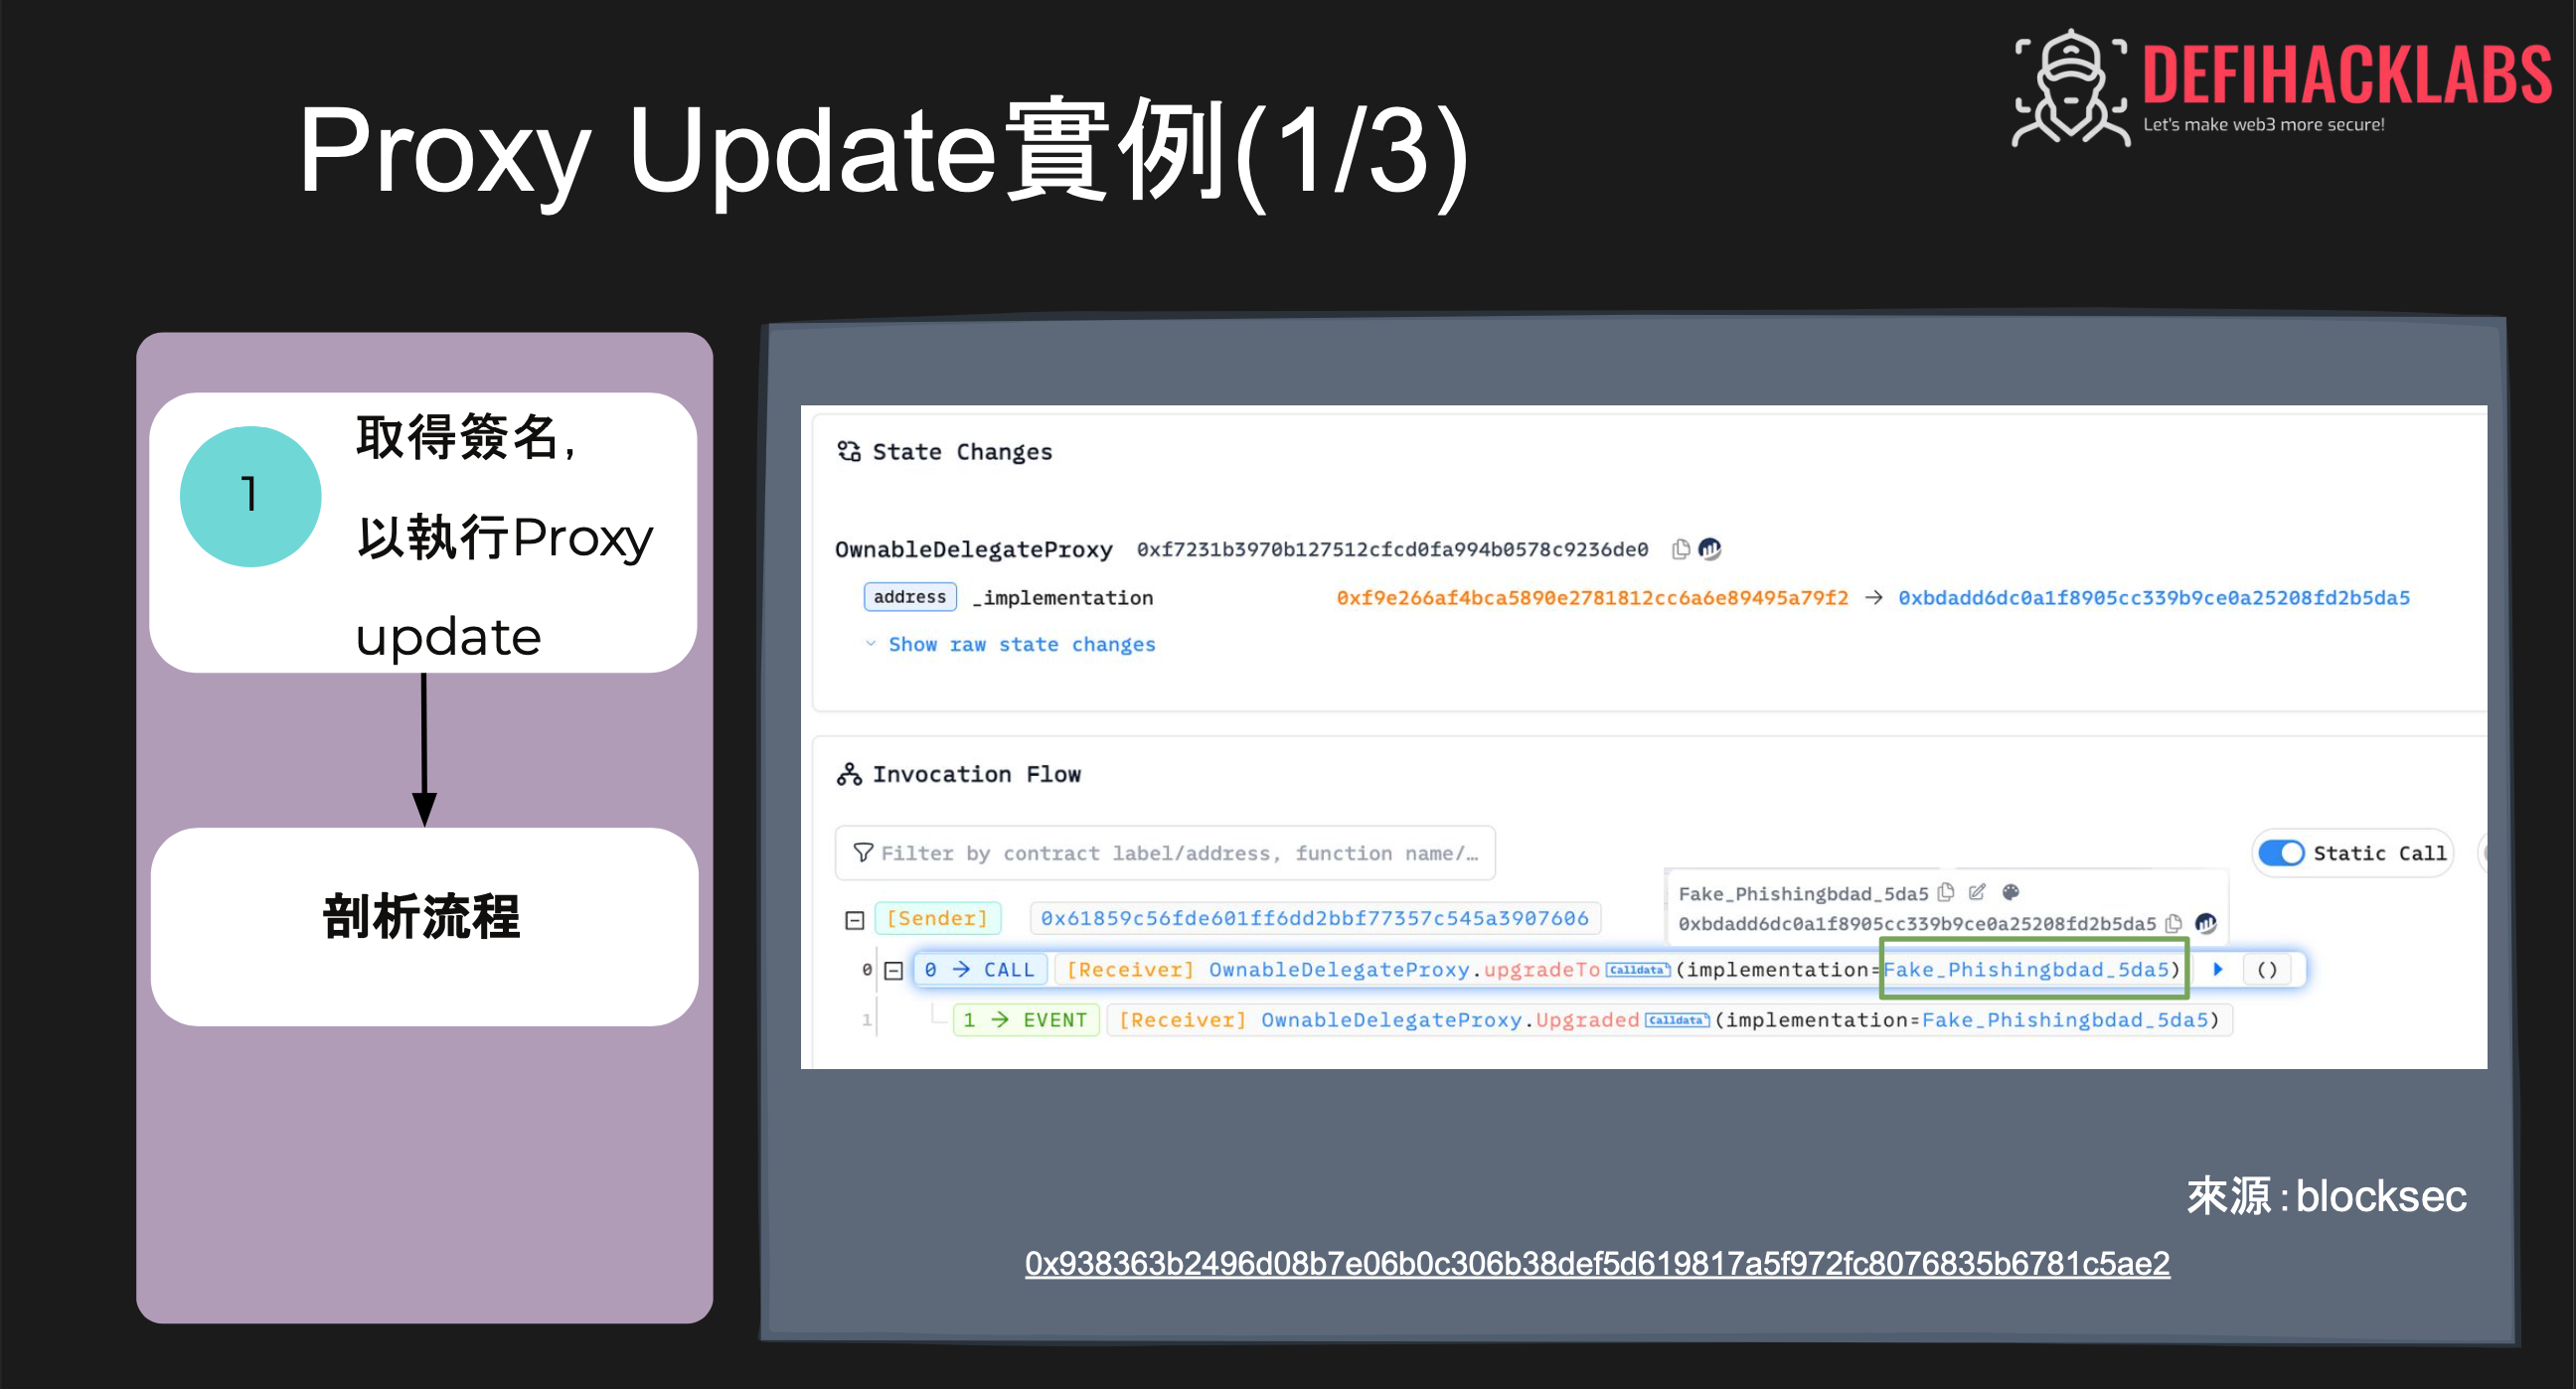 DEFIHACKLABS
Let's make web3 more secure!
Proxy Update實例(1/3)
1
取得簽名,
以執行Proxy
update
剖析流程
State Changes
OwnableDelegateProxy 0xf7231b3970b127512cfcd0fa994b0578c9236de0
address _implementation 0xf9e266af4bca5890e2781812cc6a6e89495a79f2 → 0xbdadd6dc0a1f8905cc339b9ce0a25208fd2b5da5
Show raw state changes
Invocation Flow
Filter by contract label/address, function name/…
Static Call
Fake_Phishingbdad_5da5
0xbdadd6dc0a1f8905cc339b9ce0a25208fd2b5da5
[Sender] 0x61859c56fde601ff6dd2bbf77357c545a3907606
0 0 → CALL [Receiver] OwnableDelegateProxy.upgradeTo Calldata (implementation=Fake_Phishingbdad_5da5) ()
1 1 → EVENT [Receiver] OwnableDelegateProxy.Upgraded Calldata (implementation=Fake_Phishingbdad_5da5)
來源:blocksec
0x938363b2496d08b7e06b0c306b38def5d619817a5f972fc8076835b6781c5ae2